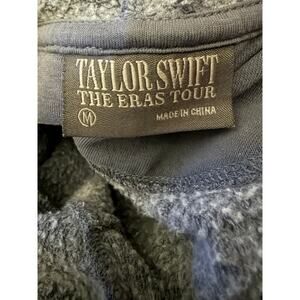 TAYLOR SWIFT
THE ERAS TOUR
M MADE IN CHINA